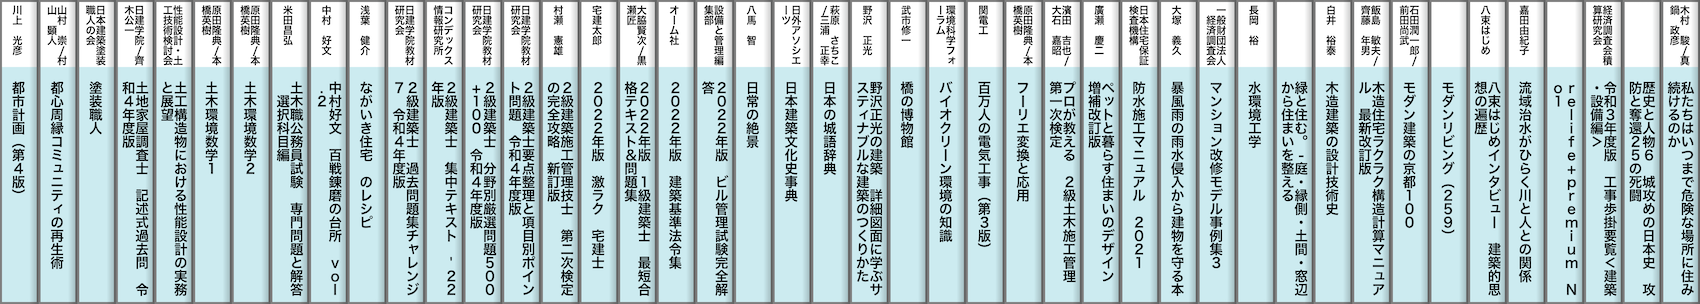 木村　駿／真
鍋　政彦
私たちはいつまで危険な場所に住み
続けるのか
歴史と人物６　城攻めの日本史　攻
防と奪還２５の死闘
経済調査会積
算研究会
令和３年度版　工事歩掛要覧＜建築
・設備編＞
ｒｅｌｉｆｅ＋ｐｒｅｍｉｕｍ　Ｎ
ｏ１
嘉田由紀子
流域治水がひらく川と人との関係
八束はじめ
八束はじめインタビュー　建築的思
想の遍歴
モダンリビング（２５９）
石田潤一郎／
前田尚武
モダン建築の京都１００
飯島　敏夫／
齊藤　年男
木造住宅ラクラク構造計算マニュア
ル　最新改訂版
白井　裕泰
木造建築の設計技術史
緑と住む。－庭・縁側・土間・窓辺
から住まいを整える
長岡　裕
水環境工学
一般財団法人
経済調査会
マンション改修モデル事例集３
大塚　義久
暴風雨の雨水侵入から建物を守る本
日本住宅保証
検査機構
防水施工マニュアル　２０２１
廣瀬　慶二
ペットと暮らす住まいのデザイン
増補改訂版
濱田　吉也／
大石　嘉昭
プロが教える　２級土木施工管理
第一次検定
原田隆典／本
橋英樹
フーリエ変換と応用
関電工
百万人の電気工事（第３版）
環境科学フォ
ーラム
バイオクリーン環境の知識
武市修一
橋の博物館
野沢　正光
野沢正光の建築　詳細図面に学ぶサ
スティナブルな建築のつくりかた
萩原　さちこ
／三浦　正幸
日本の城語辞典
日外アソシエ
ーツ
日本建築文化史事典
八馬　智
日常の絶景
設備と管理編
集部
２０２２年版　ビル管理試験完全解
答
オーム社
２０２２年版　建築基準法令集
大脇賢次／黒
瀬匠
２０２２年版　１級建築士　最短合
格テキスト＆問題集
宅建太郎
２０２２年版　激ラク　宅建士
村瀬　憲雄
２級建築施工管理技士　第二次検定
の完全攻略　新訂版
日建学院教材
研究会
２級建築士要点整理と項目別ポイン
ト問題　令和４年度版
日建学院教材
研究会
２級建築士　分野別厳選問題５００
＋１００　令和４年度版
コンデックス
情報研究所
２級建築士　集中テキスト　’２２
年版
日建学院教材
研究会
２級建築士　過去問題集チャレンジ
７　令和４年度版
浅葉　健介
ながいき住宅　のレシピ
中村　好文
中村好文　百戦錬磨の台所　ｖｏｌ
．２
米田昌弘
土木職公務員試験　専門問題と解答
　選択科目編
原田隆典／本
橋英樹
土木環境数学２
原田隆典／本
橋英樹
土木環境数学１
性能設計・土
工技術検討会
土工構造物における性能設計の実務
と展望
日建学院／齊
木公一
土地家屋調査士　記述式過去問　令
和４年度版
日本建築塗装
職人の会
塗装職人
山村　崇／村
山　顕人
都心周縁コミュニティの再生術
川上　光彦
都市計画（第４版）